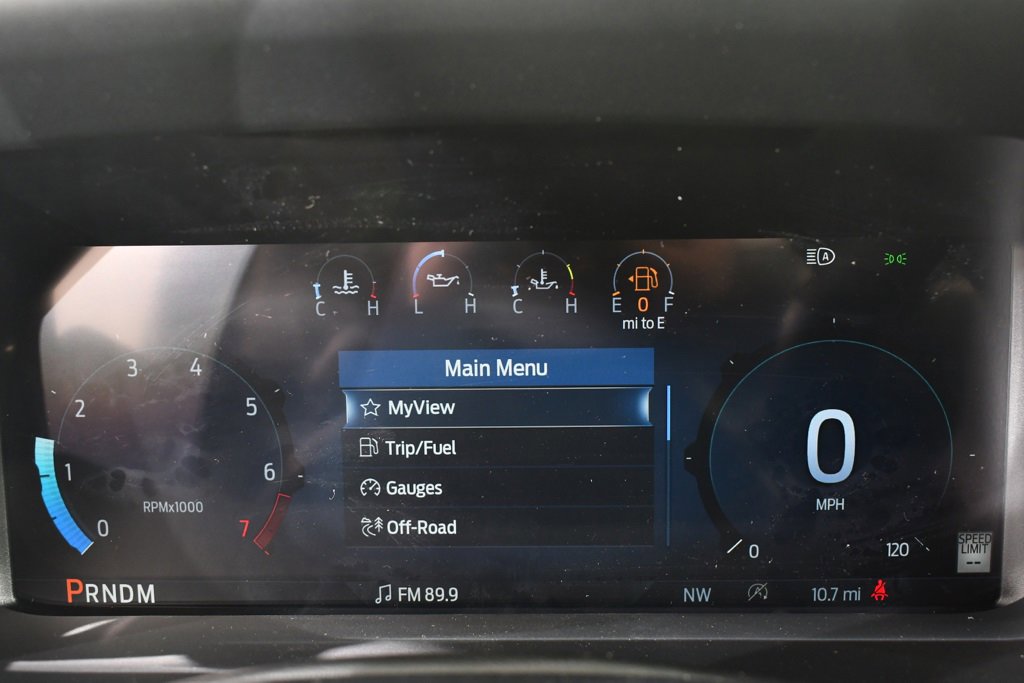 A
C H
L H
C H
E 0 F
mi to E
Main Menu
MyView
Trip/Fuel
Gauges
Off-Road
0
1
2
3
4
5
6
7
RPMx1000
0
MPH
0
120
SPEED
LIMIT
--
PRNDM
FM 89.9
NW
A
10.7 mi